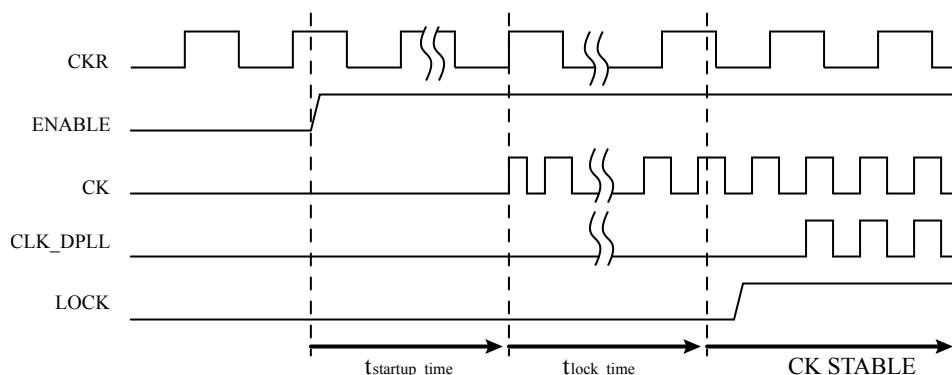 CKR
ENABLE
CK
CLK_DPLL
LOCK
tstartup_time tlock_time CK STABLE